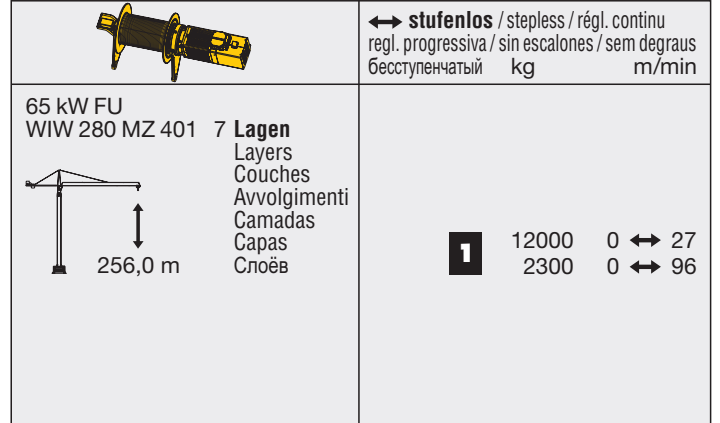 ↔ stufenlos / stepless / régl. continu
regl. progressiva / sin escalones / sem degraus
бесступенчатый kg m/min
65 kW FU
WIW 280 MZ 401 7 Lagen
Layers
Couches
Avvolgimenti
Camadas
Capas
256,0 m Слоёв
1 12000 0 ↔ 27
2300 0 ↔ 96